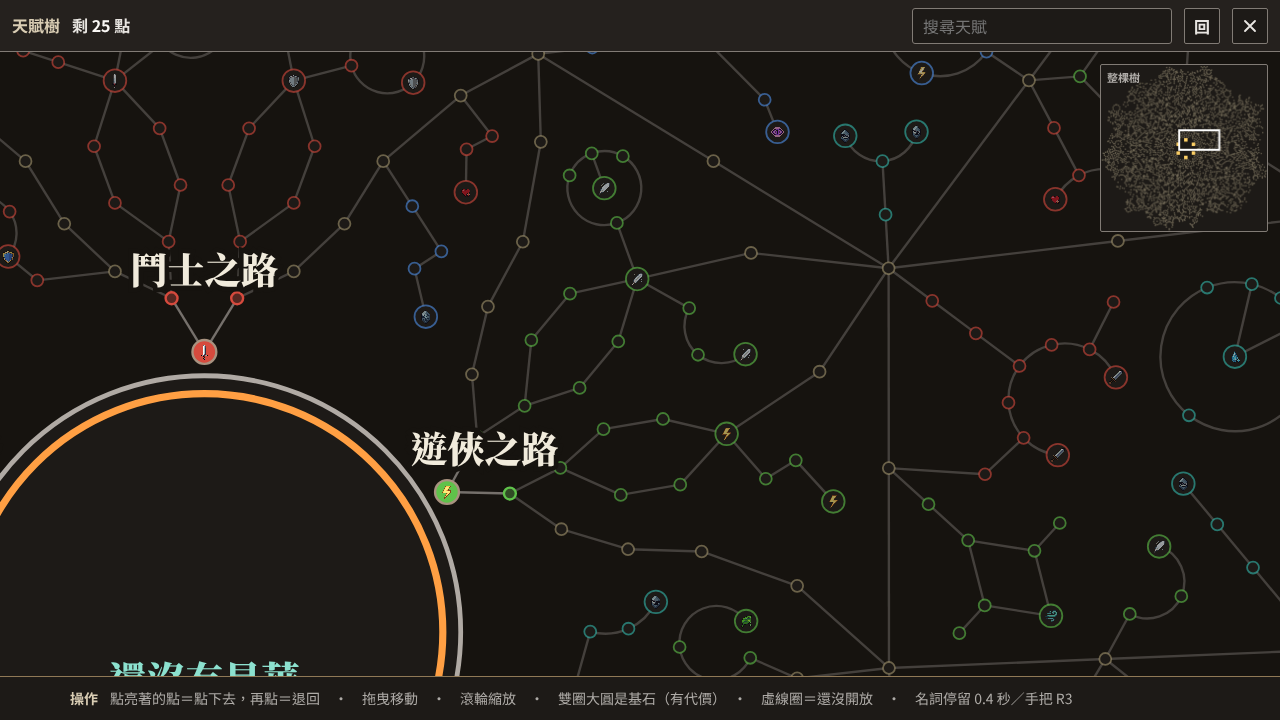 天賦樹 剩 25 點
搜尋天賦
回
整棵樹
鬥士之路
遊俠之路
操作 點亮著的點＝點下去，再點＝退回 • 拖曳移動 • 滾輪縮放 • 雙圈大圓是基石（有代價） • 虛線圈＝還沒開放 • 名詞停留 0.4 秒／手把 R3